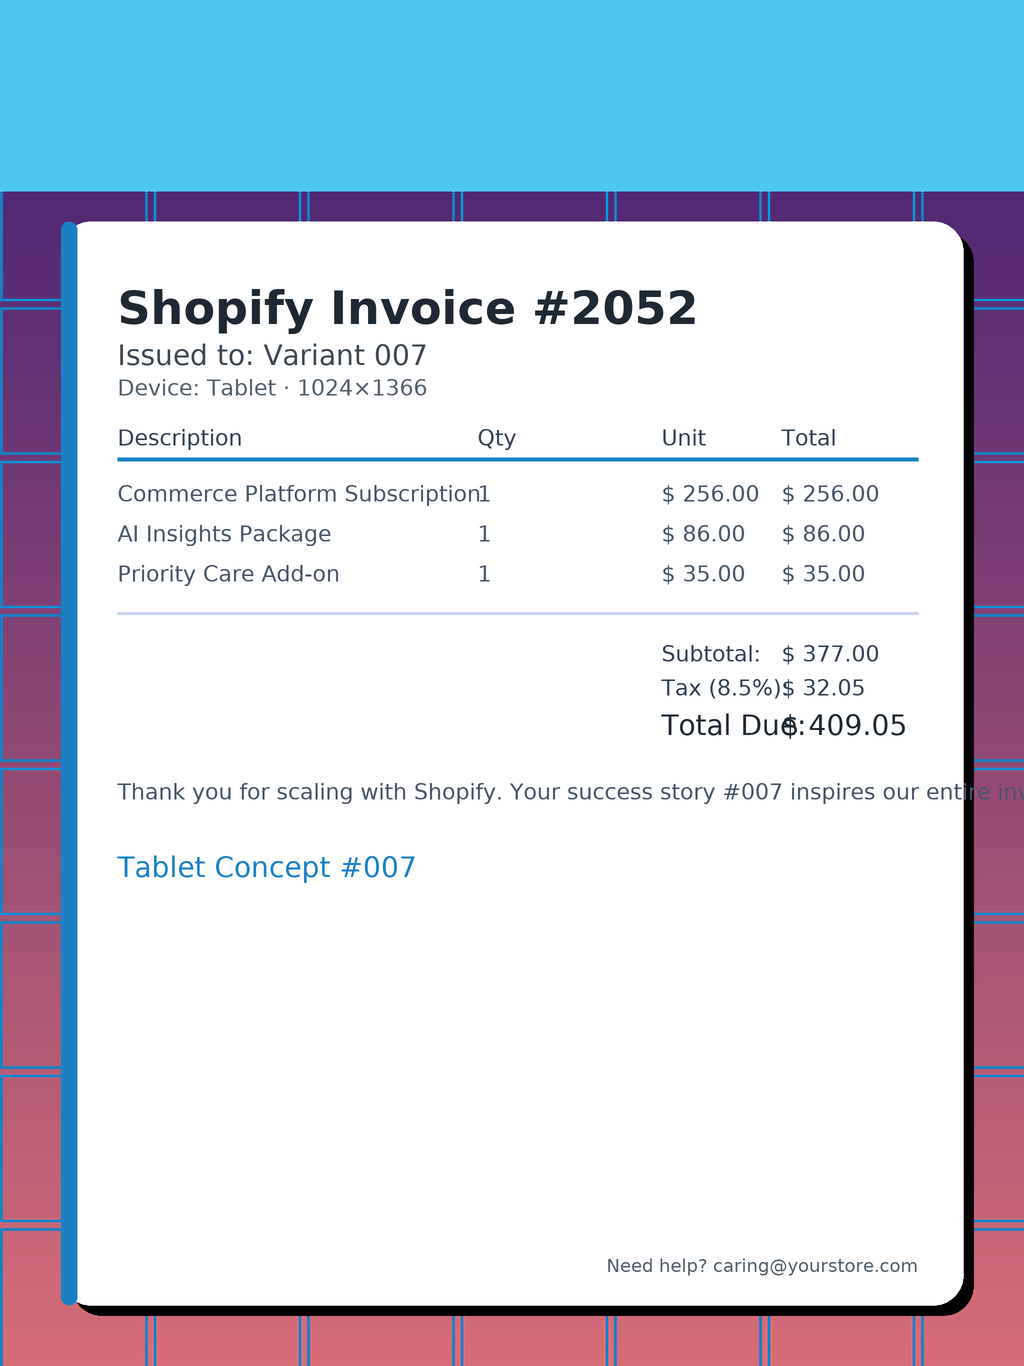 Shopify Invoice #2052
Issued to: Variant 007
Device: Tablet · 1024×1366
Description Qty Unit Total
Commerce Platform Subscription 1 $ 256.00 $ 256.00
AI Insights Package 1 $ 86.00 $ 86.00
Priority Care Add-on 1 $ 35.00 $ 35.00
Subtotal: $ 377.00
Tax (8.5%): $ 32.05
Total Due: $ 409.05
Thank you for scaling with Shopify. Your success story #007 inspires our entire
Tablet Concept #007
Need help? caring@yourstore.com